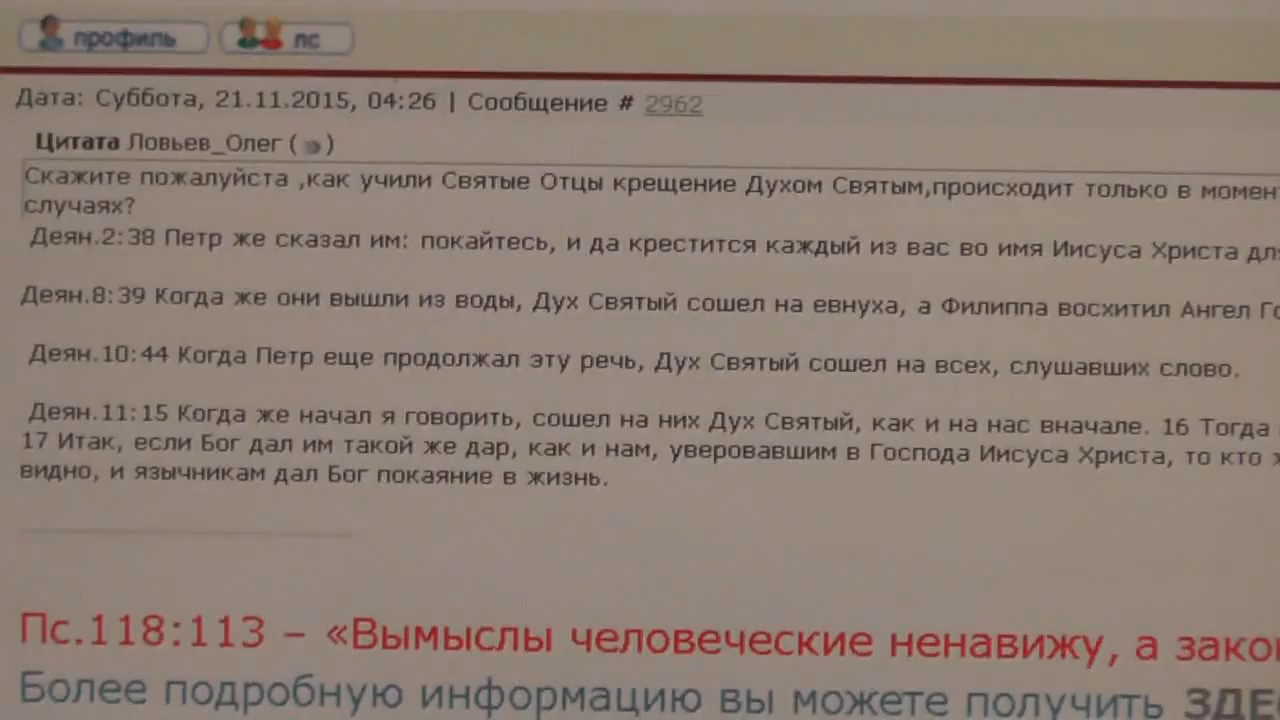 профиль
лс
Дата: Суббота, 21.11.2015, 04:26 | Сообщение # 2962
Цитата Ловьев_Олег ( )
Скажите пожалуйста ,как учили Святые Отцы крещение Духом Святым,происходит только в момен
случаях?
Деян.2:38 Петр же сказал им: покайтесь, и да крестится каждый из вас во имя Иисуса Христа дл
Деян.8:39 Когда же они вышли из воды, Дух Святый сошел на евнуха, а Филиппа восхитил Ангел Го
Деян.10:44 Когда Петр еще продолжал эту речь, Дух Святый сошел на всех, слушавших слово.
Деян.11:15 Когда же начал я говорить, сошел на них Дух Святый, как и на нас вначале. 16 Тогда
17 Итак, если Бог дал им такой же дар, как и нам, уверовавшим в Господа Иисуса Христа, то кто ж
видно, и язычникам дал Бог покаяние в жизнь.
Пс.118:113 – «Вымыслы человеческие ненавижу, а закон
Более подробную информацию вы можете получить ЗДЕС